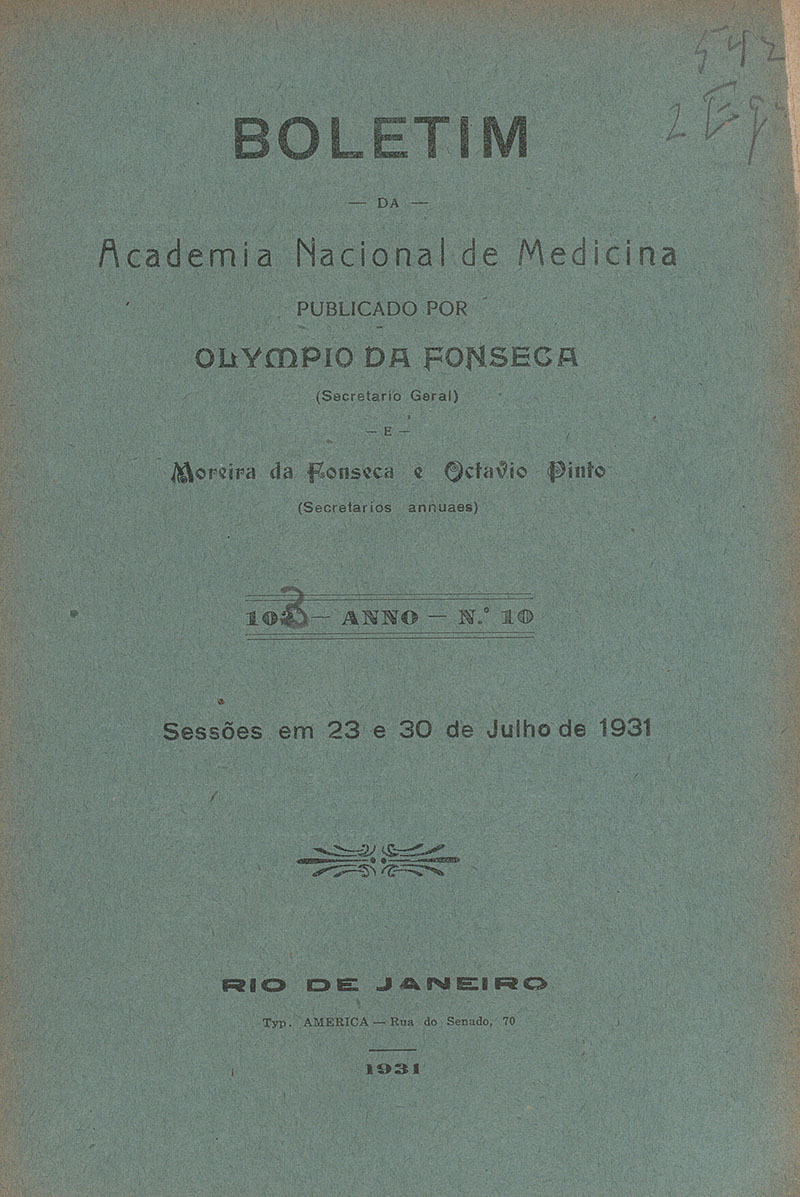 542
BOLETIM
— DA —
Academia Nacional de Medicina
PUBLICADO POR
OLYMPIO DA FONSECA
(Secretario Geral)
— E —
Moreira da Fonseca e Octavio Pinto
(Secretarios annuaes)
103 — ANNO — N.º 10
Sessões em 23 e 30 de Julho de 1931
RIO DE JANEIRO
Typ. AMERICA — Rua do Senado, 70
1931